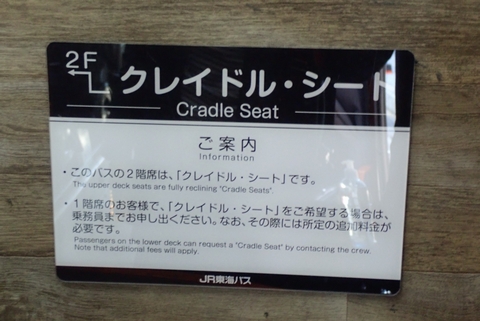 2F
クレイドル・シート
Cradle Seat
ご案内
Information
・このバスの2階席は、「クレイドル・シート」です。
The upper deck seats are fully reclining "Cradle Seats".
・1階席のお客様で、「クレイドル・シート」をご希望する場合は、
乗務員までお申し出ください。なお、その際には所定の追加料金が
必要です。
Passengers on the lower deck can request a "Cradle Seat" by contacting the crew.
Note that additional fees will apply.
JR東海バス